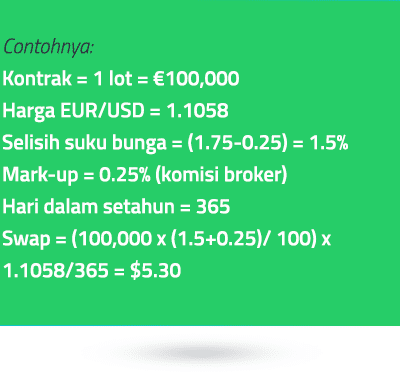 Contohnya:
Kontrak = 1 lot = €100,000
Harga EUR/USD = 1.1058
Selisih suku bunga = (1.75-0.25) = 1.5%
Mark-up = 0.25% (komisi broker)
Hari dalam setahun = 365
Swap = (100,000 x (1.5+0.25)/ 100) x
1.1058/365 = $5.30